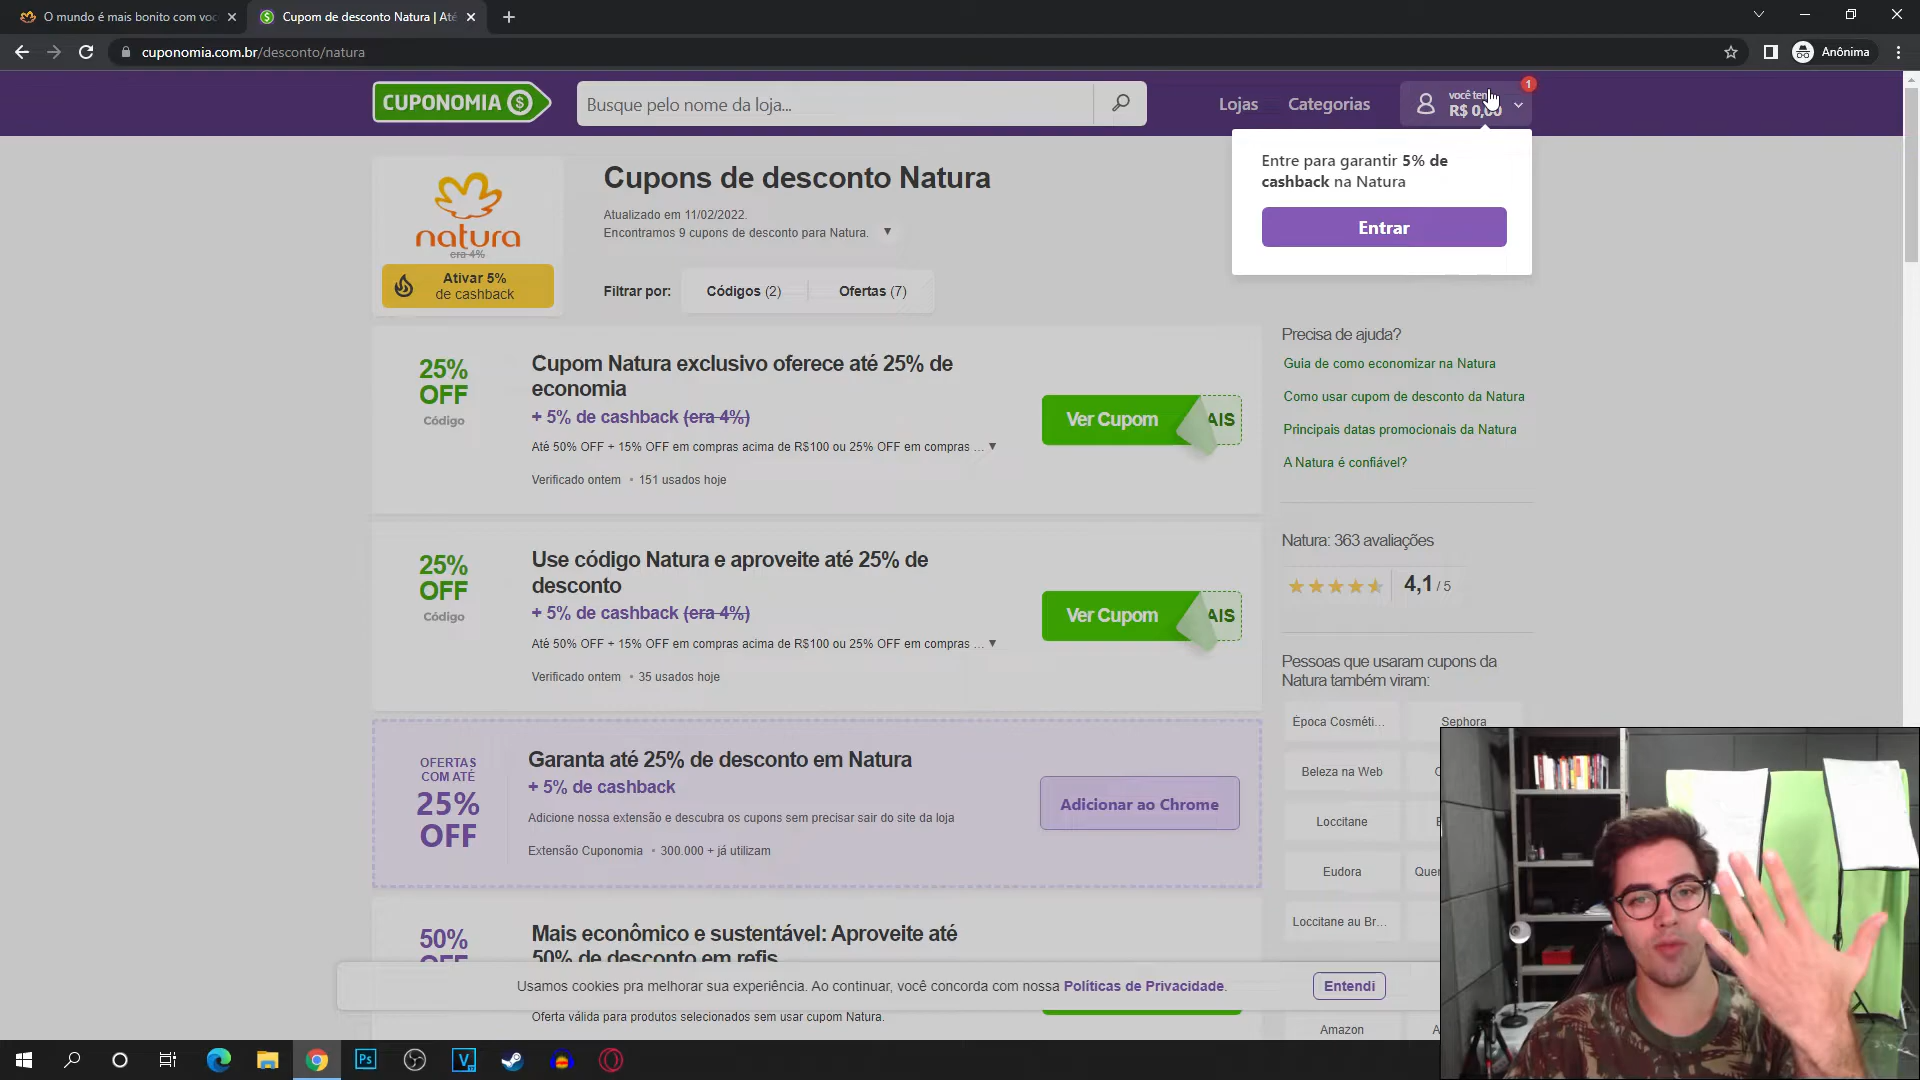 O mundo é mais bonito com voc
Cupom de desconto Natura | Até
cuponomia.com.br/desconto/natura
Anônima
CUPONOMIA $
Busque pelo nome da loja...
Lojas
Categorias
R$ 0,00
1
Entre para garantir 5% de
cashback na Natura
Entrar
natura
era 4%
Ativar 5%
de cashback
Cupons de desconto Natura
Atualizado em 11/02/2022.
Encontramos 9 cupons de desconto para Natura.
Filtrar por:
Códigos (2)
Ofertas (7)
25%
OFF
Código
Cupom Natura exclusivo oferece até 25% de
economia
+ 5% de cashback (era 4%)
Até 50% OFF + 15% OFF em compras acima de R$100 ou 25% OFF em compras ...
Verificado ontem • 151 usados hoje
Ver Cupom
AIS
25%
OFF
Código
Use código Natura e aproveite até 25% de
desconto
+ 5% de cashback (era 4%)
Até 50% OFF + 15% OFF em compras acima de R$100 ou 25% OFF em compras ...
Verificado ontem • 35 usados hoje
Ver Cupom
AIS
OFERTAS
COM ATÉ
25%
OFF
Garanta até 25% de desconto em Natura
+ 5% de cashback
Adicione nossa extensão e descubra os cupons sem precisar sair do site da loja
Extensão Cuponomia • 300.000 + já utilizam
Adicionar ao Chrome
50%
OFF
Mais econômico e sustentável: Aproveite até
50% de desconto em refis
Usamos cookies pra melhorar sua experiência. Ao continuar, você concorda com nossa Políticas de Privacidade.
Entendi
Oferta válida para produtos selecionados sem usar cupom Natura.
Precisa de ajuda?
Guia de como economizar na Natura
Como usar cupom de desconto da Natura
Principais datas promocionais da Natura
A Natura é confiável?
Natura: 363 avaliações
4,1 / 5
Pessoas que usaram cupons da
Natura também viram:
Época Cosméti...
Sephora
Beleza na Web
Loccitane
Eudora
Quer
Loccitane au Br...
Amazon
A
Ps
V